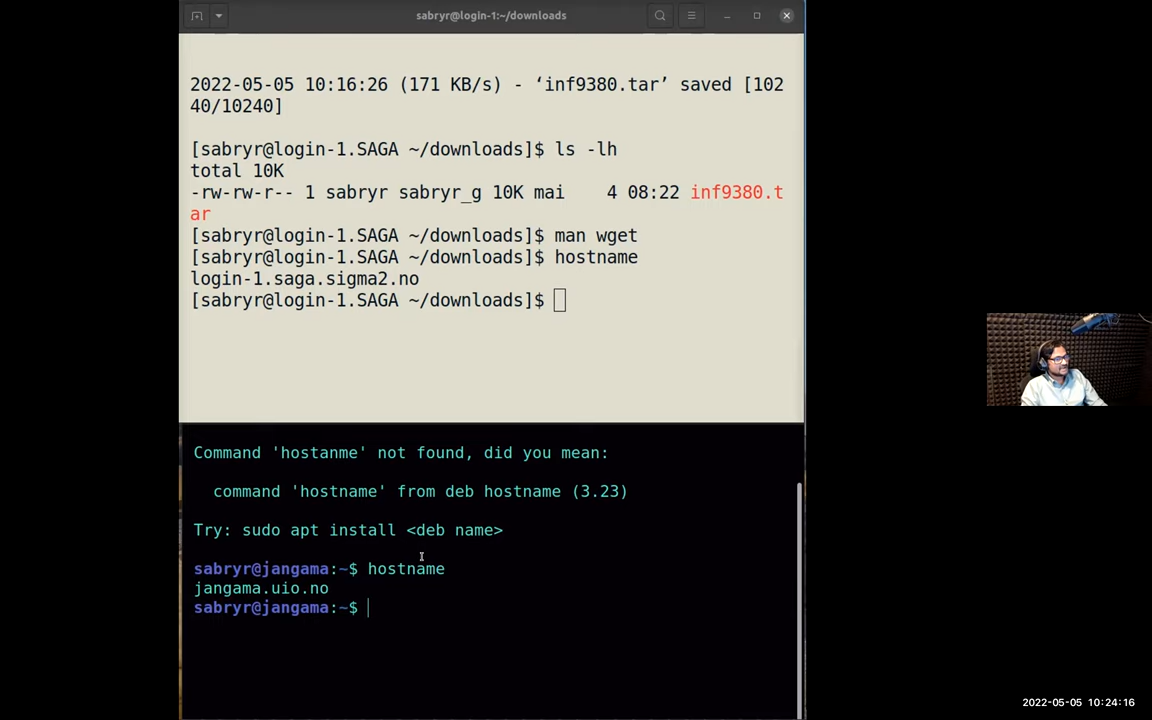 sabryr@login-1:~/downloads
2022-05-05 10:16:26 (171 KB/s) - ‘inf9380.tar’ saved [102
40/10240]
[sabryr@login-1.SAGA ~/downloads]$ ls -lh
total 10K
-rw-rw-r-- 1 sabryr sabryr_g 10K mai    4 08:22 inf9380.t
ar
[sabryr@login-1.SAGA ~/downloads]$ man wget
[sabryr@login-1.SAGA ~/downloads]$ hostname
login-1.saga.sigma2.no
[sabryr@login-1.SAGA ~/downloads]$
Command 'hostanme' not found, did you mean:
  command 'hostname' from deb hostname (3.23)
Try: sudo apt install <deb name>
sabryr@jangama:~$ hostname
jangama.uio.no
sabryr@jangama:~$
2022-05-05 10:24:16